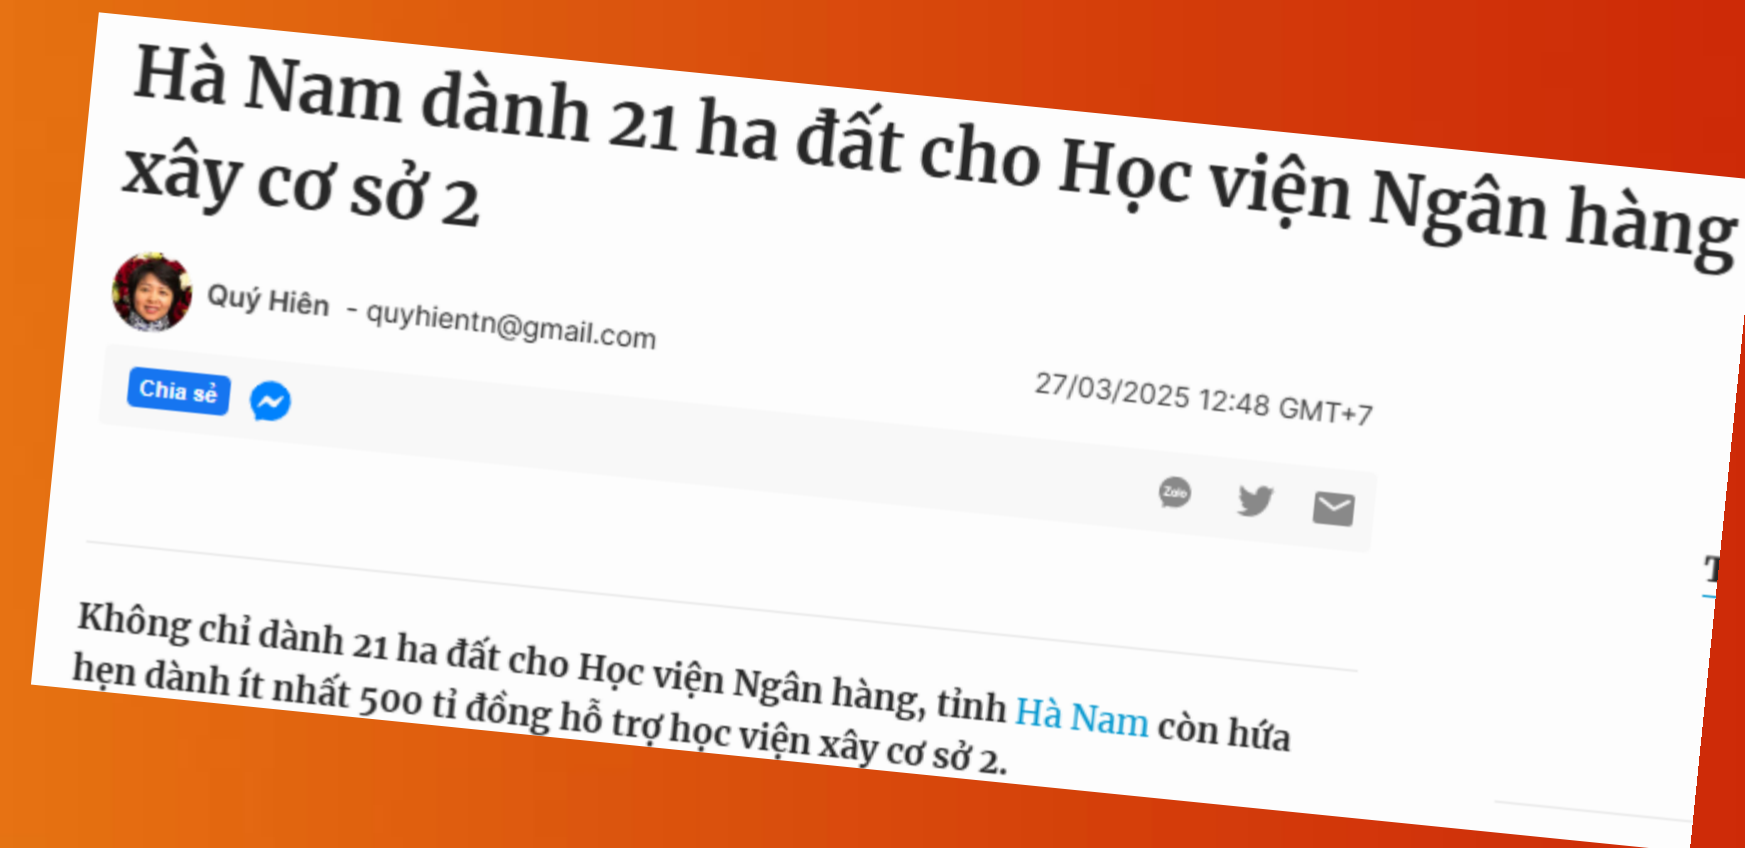 Hà Nam dành 21 ha đất cho Học viện Ngân hàng
xây cơ sở 2
Quý Hiên - quyhientn@gmail.com
27/03/2025 12:48 GMT+7
Chia sẻ
Zalo
Không chỉ dành 21 ha đất cho Học viện Ngân hàng, tỉnh Hà Nam còn hứa
hẹn dành ít nhất 500 tỉ đồng hỗ trợ học viện xây cơ sở 2.